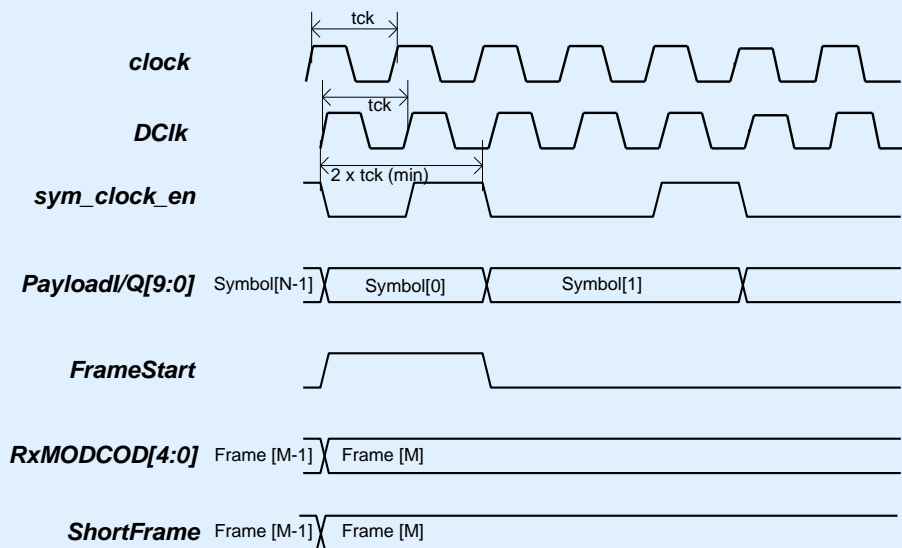 tck
clock
tck
DClk
2 x tck (min)
sym_clock_en
PayloadI/Q[9:0] Symbol[N-1] Symbol[0] Symbol[1]
FrameStart
RxMODCOD[4:0] Frame [M-1] Frame [M]
ShortFrame Frame [M-1] Frame [M]